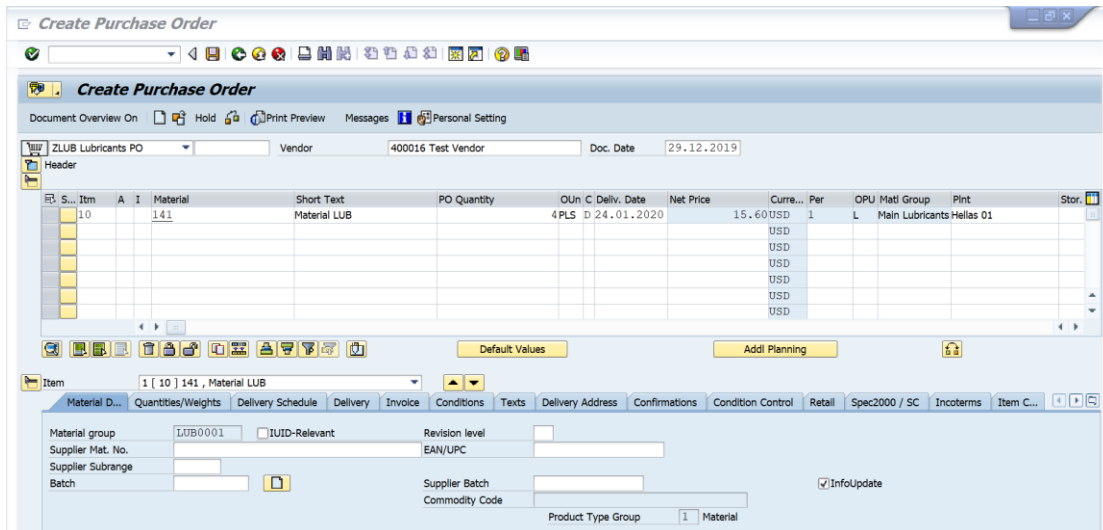 Create Purchase Order
Create Purchase Order
Document Overview On Hold Print Preview Messages Personal Setting
ZLUB Lubricants PO Vendor 400016 Test Vendor Doc. Date 29.12.2019
Header
S... Itm A I Material Short Text PO Quantity OUn C Deliv. Date Net Price Curre... Per OPU Matl Group Plnt Stor.
10 141 Material LUB 4 PLS D 24.01.2020 15.60 USD 1 L Main Lubricants Hellas 01
USD
USD
USD
USD
USD
USD
Default Values Addl Planning
Item 1 [ 10 ] 141 , Material LUB
Material D... Quantities/Weights Delivery Schedule Delivery Invoice Conditions Texts Delivery Address Confirmations Condition Control Retail Spec2000 / SC Incoterms Item C...
Material group LUB0001 IUID-Relevant Revision level
Supplier Mat. No. EAN/UPC
Supplier Subrange
Batch Supplier Batch InfoUpdate
Commodity Code
Product Type Group 1 Material